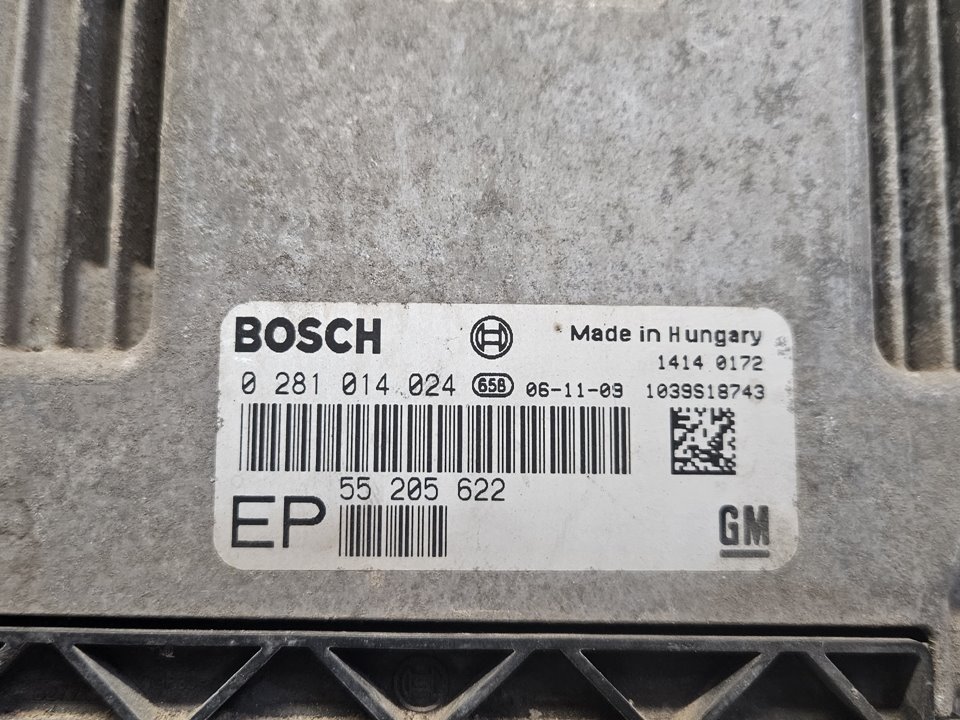 BOSCH Made in Hungary
1414 0172
0 281 014 024 65B 06-11-09 1039S18743
55 205 622
EP GM